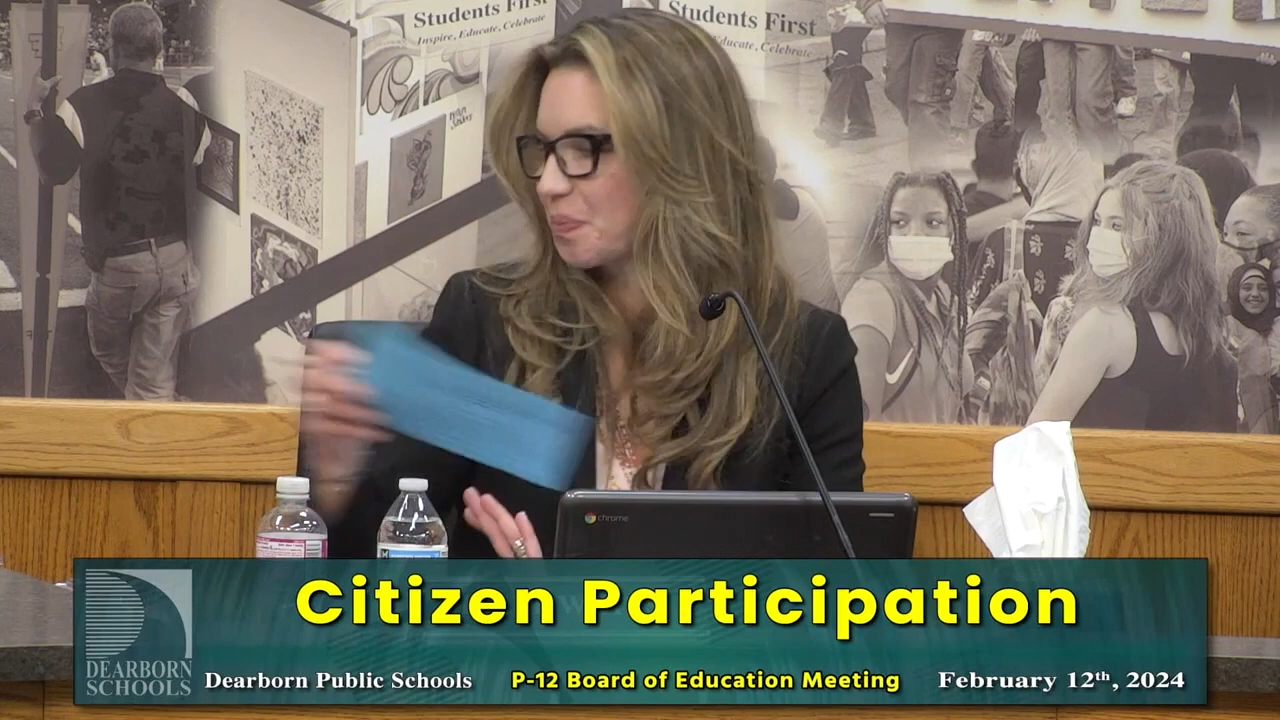 Students First
Inspire, Educate, Celebrate
Students First
Educate, Celebrate
chrome
Citizen Participation
DEARBORN
SCHOOLS
Dearborn Public Schools
P-12 Board of Education Meeting
February 12th, 2024